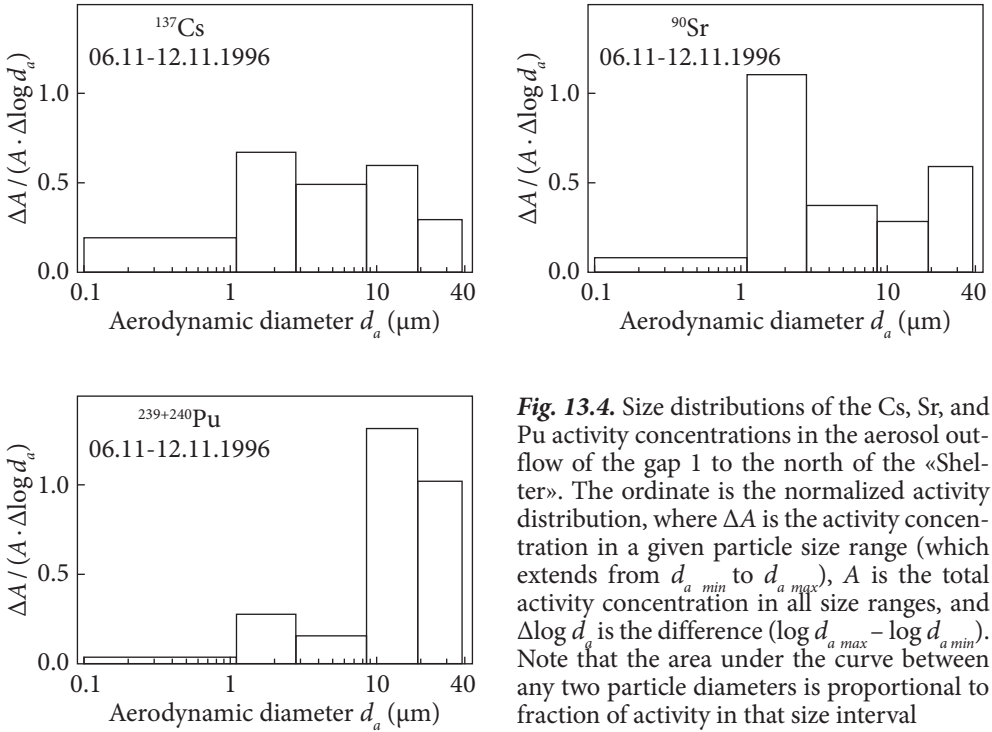 ¹³⁷Cs
06.11-12.11.1996
ΔA / (A · Δlog dₐ)
1.0
0.5
0.0
0.1 1 10 40
Aerodynamic diameter dₐ (μm)
⁹⁰Sr
06.11-12.11.1996
ΔA / (A · Δlog dₐ)
1.0
0.5
0.0
0.1 1 10 40
Aerodynamic diameter dₐ (μm)
²³⁹⁺²⁴⁰Pu
06.11-12.11.1996
ΔA / (A · Δlog dₐ)
1.0
0.5
0.0
0.1 1 10 40
Aerodynamic diameter dₐ (μm)
Fig. 13.4. Size distributions of the Cs, Sr, and
Pu activity concentrations in the aerosol out-
flow of the gap 1 to the north of the «Shel-
ter». The ordinate is the normalized activity
distribution, where ΔA is the activity concen-
tration in a given particle size range (which
extends from d_a min to d_a max), A is the total
activity concentration in all size ranges, and
Δlog dₐ is the difference (log d_a max – log d_a min).
Note that the area under the curve between
any two particle diameters is proportional to
fraction of activity in that size interval